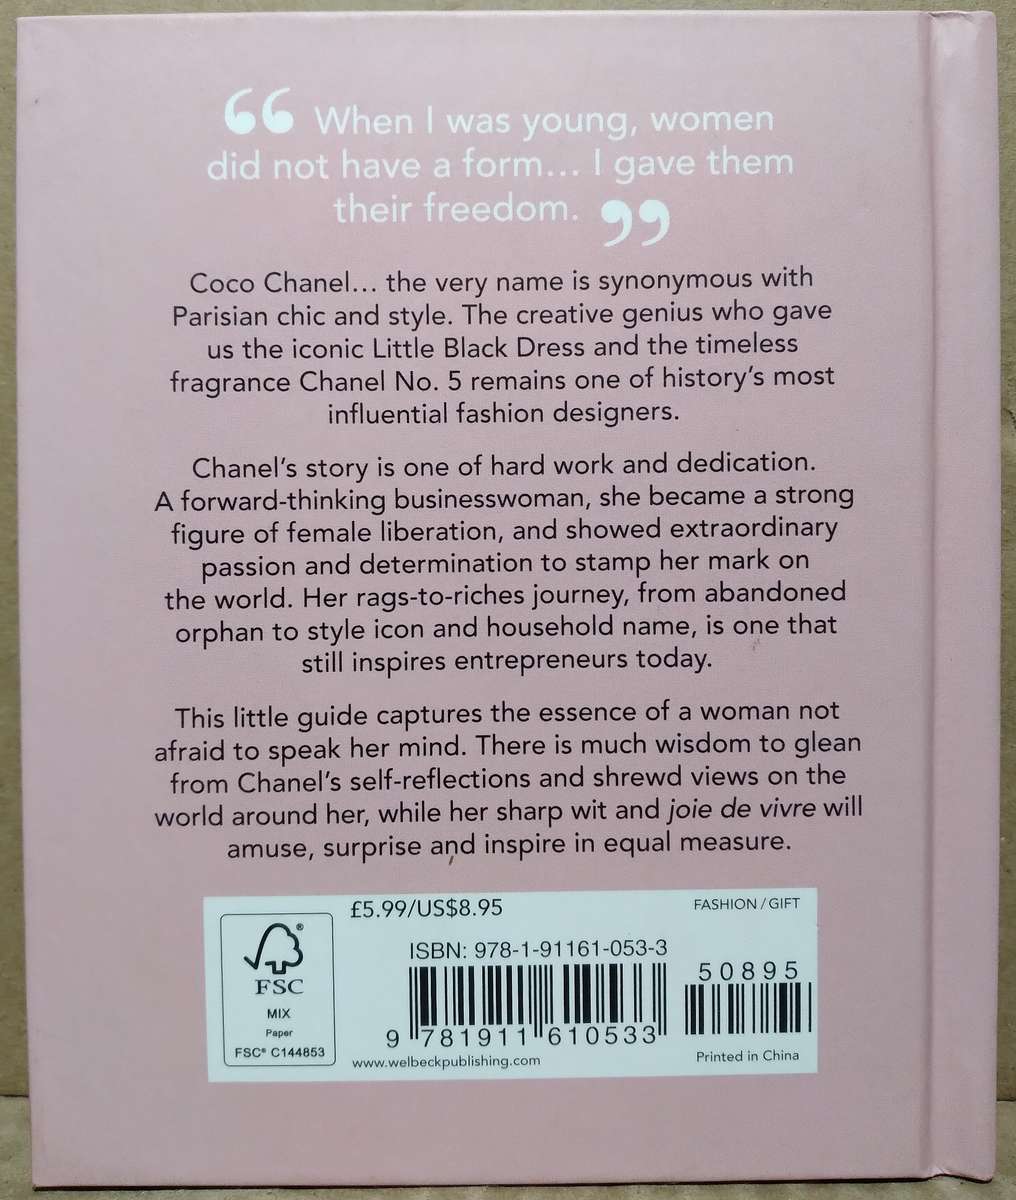 “ When I was young, women
did not have a form... I gave them
their freedom. ”
Coco Chanel... the very name is synonymous with
Parisian chic and style. The creative genius who gave
us the iconic Little Black Dress and the timeless
fragrance Chanel No. 5 remains one of history’s most
influential fashion designers.
Chanel’s story is one of hard work and dedication.
A forward-thinking businesswoman, she became a strong
figure of female liberation, and showed extraordinary
passion and determination to stamp her mark on
the world. Her rags-to-riches journey, from abandoned
orphan to style icon and household name, is one that
still inspires entrepreneurs today.
This little guide captures the essence of a woman not
afraid to speak her mind. There is much wisdom to glean
from Chanel’s self-reflections and shrewd views on the
world around her, while her sharp wit and joie de vivre will
amuse, surprise and inspire in equal measure.
£5.99/US$8.95
FASHION / GIFT
ISBN: 978-1-91161-053-3
50895
9 781911 610533
www.welbeckpublishing.com
Printed in China
®
FSC
MIX
Paper
FSC® C144853